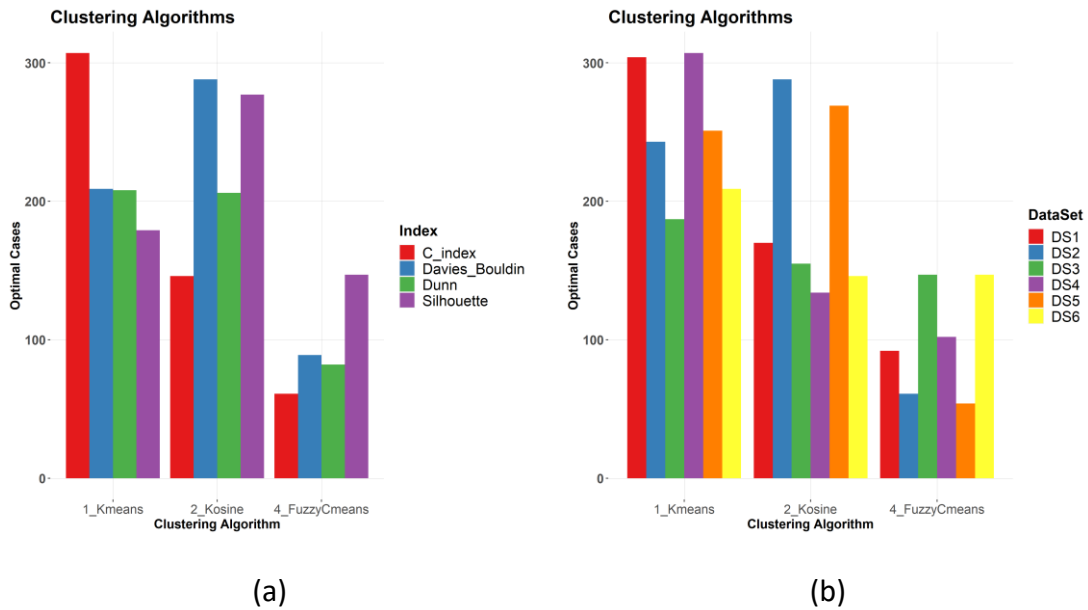 Clustering Algorithms
300
200
100
0
Optimal Cases
1_Kmeans
2_Kosine
4_FuzzyCmeans
Clustering Algorithm
Index
C_index
Davies_Bouldin
Dunn
Silhouette
(a)
Clustering Algorithms
300
200
100
0
Optimal Cases
1_Kmeans
2_Kosine
4_FuzzyCmeans
Clustering Algorithm
DataSet
DS1
DS2
DS3
DS4
DS5
DS6
(b)